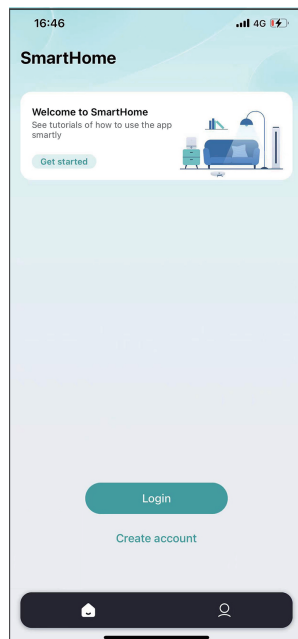 16:46
4G
SmartHome
Welcome to SmartHome
See tutorials of how to use the app
smartly
Get started
Login
Create account